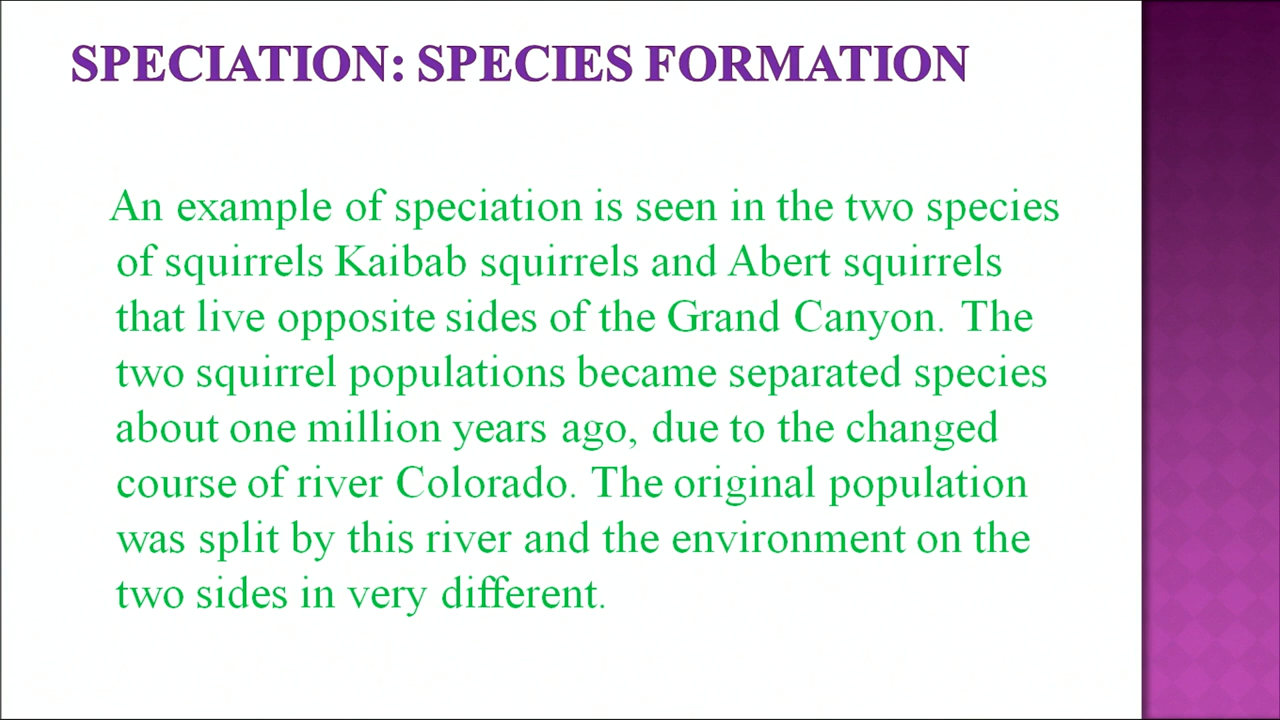 SPECIATION: SPECIES FORMATION
An example of speciation is seen in the two species
of squirrels Kaibab squirrels and Abert squirrels
that live opposite sides of the Grand Canyon. The
two squirrel populations became separated species
about one million years ago, due to the changed
course of river Colorado. The original population
was split by this river and the environment on the
two sides in very different.